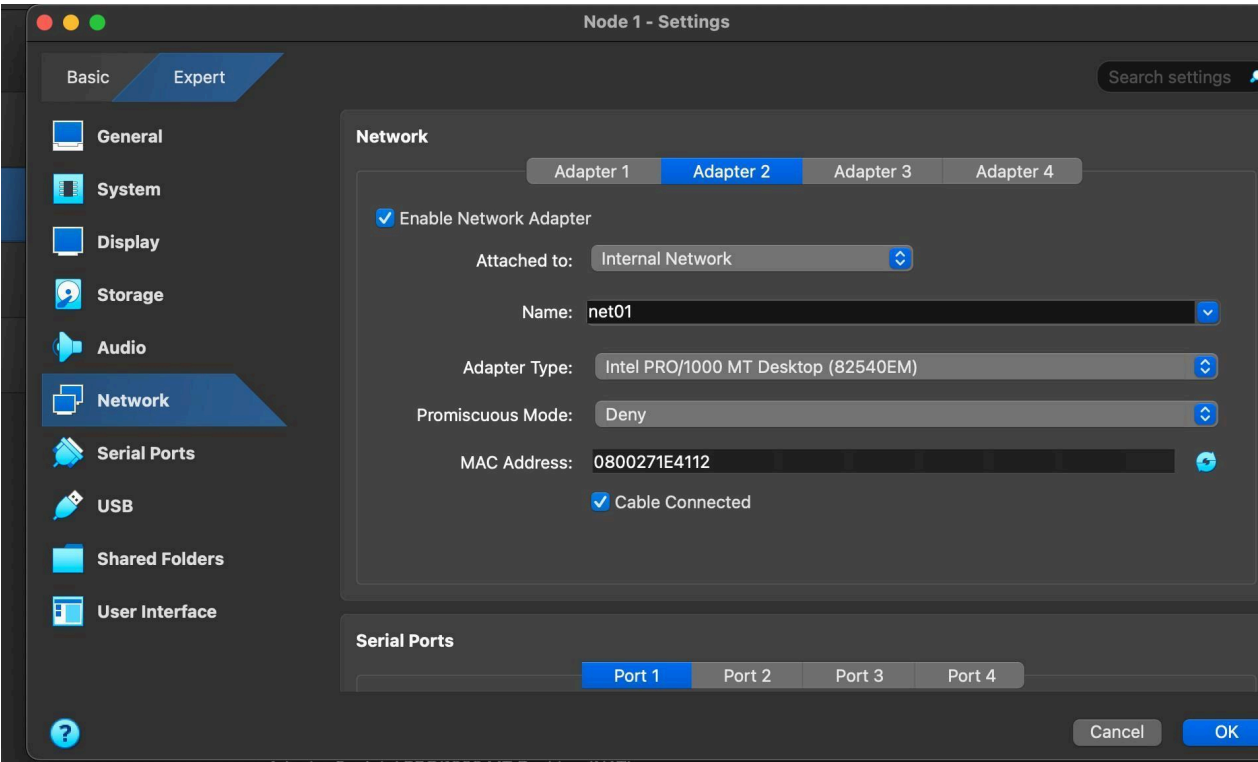 Node 1 - Settings
Basic Expert
Search settings
General
System
Display
Storage
Audio
Network
Serial Ports
USB
Shared Folders
User Interface
Network
Adapter 1 Adapter 2 Adapter 3 Adapter 4
Enable Network Adapter
Attached to: Internal Network
Name: net01
Adapter Type: Intel PRO/1000 MT Desktop (82540EM)
Promiscuous Mode: Deny
MAC Address: 0800271E4112
Cable Connected
Serial Ports
Port 1 Port 2 Port 3 Port 4
? Cancel OK